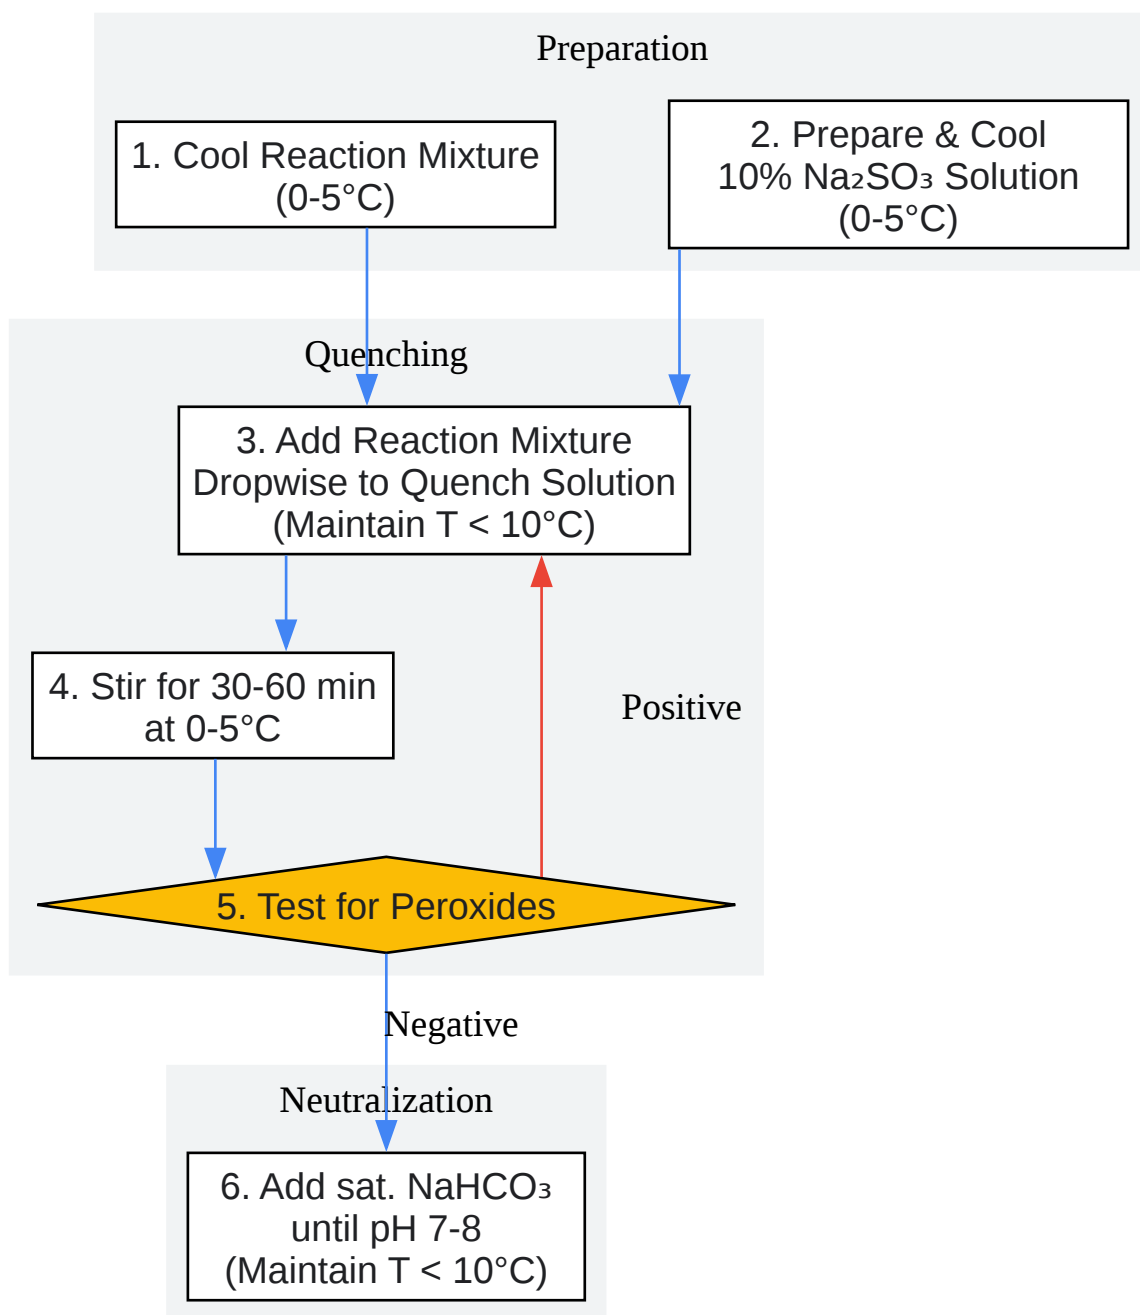 Preparation
1. Cool Reaction Mixture
(0-5°C)
2. Prepare & Cool
10% Na₂SO₃ Solution
(0-5°C)
Quenching
3. Add Reaction Mixture
Dropwise to Quench Solution
(Maintain T < 10°C)
4. Stir for 30-60 min
at 0-5°C
Positive
5. Test for Peroxides
Negative
Neutralization
6. Add sat. NaHCO₃
until pH 7-8
(Maintain T < 10°C)